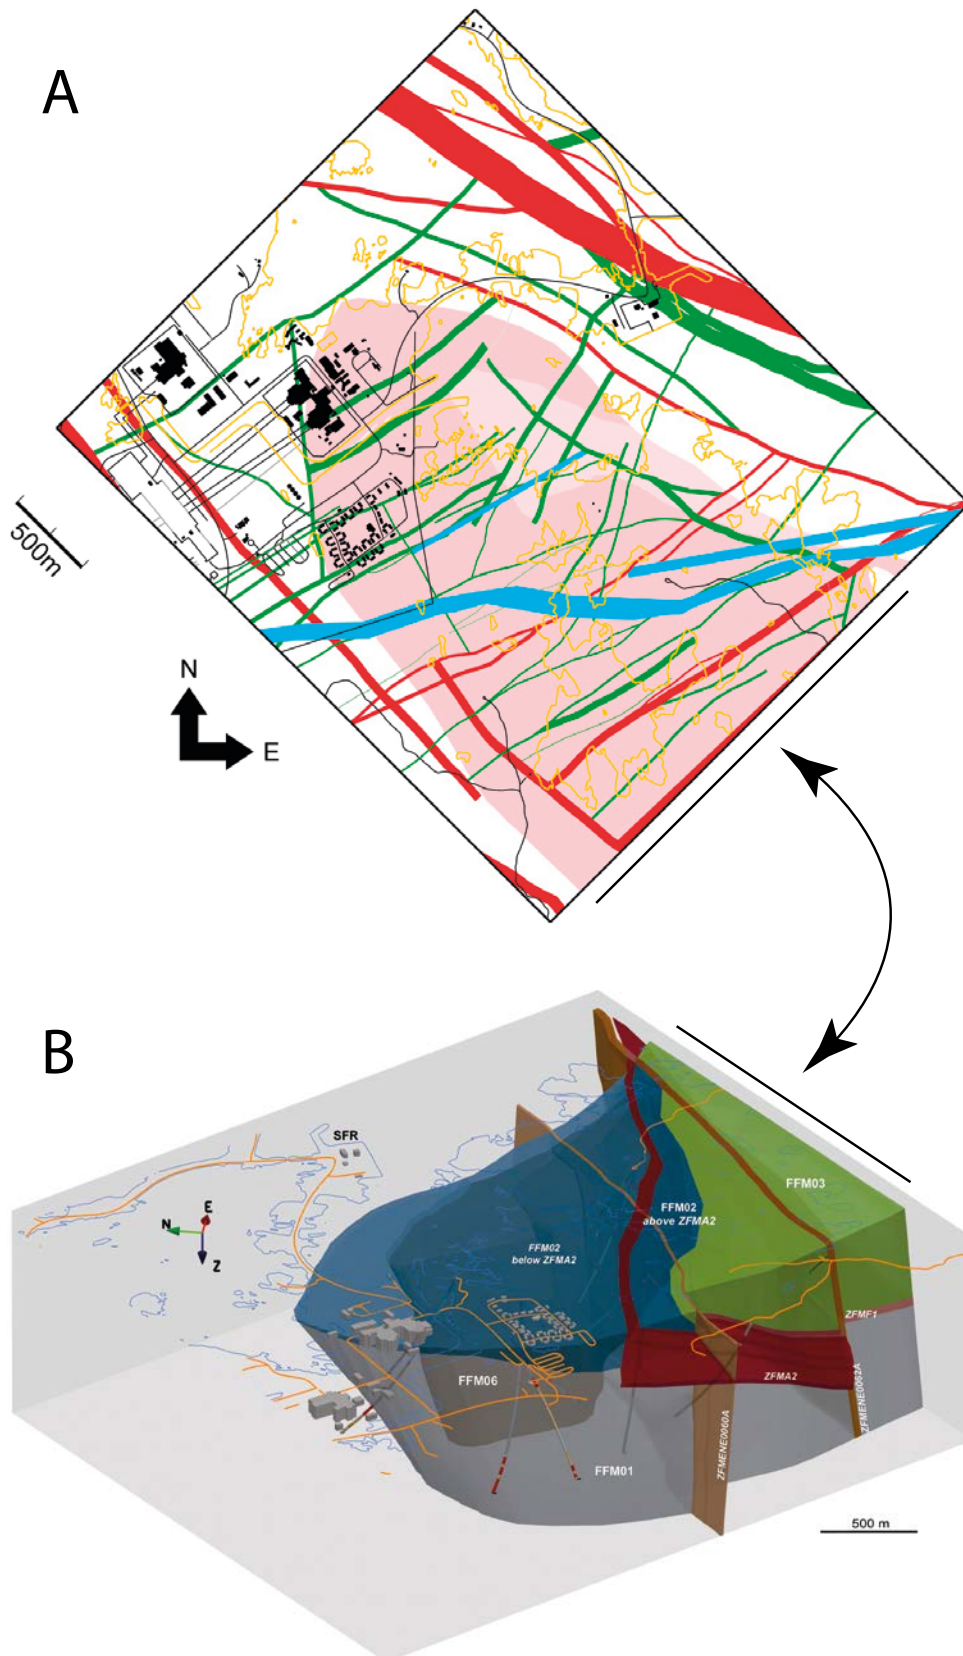 A
500m
N
E
B
SFR
E
N
Z
FFM03
FFM02
above ZFMA2
FFM02
below ZFMA2
ZFMF1
ZFMA2
FFM06
ZFMENE0062A
ZFMENE0060A
FFM01
500 m